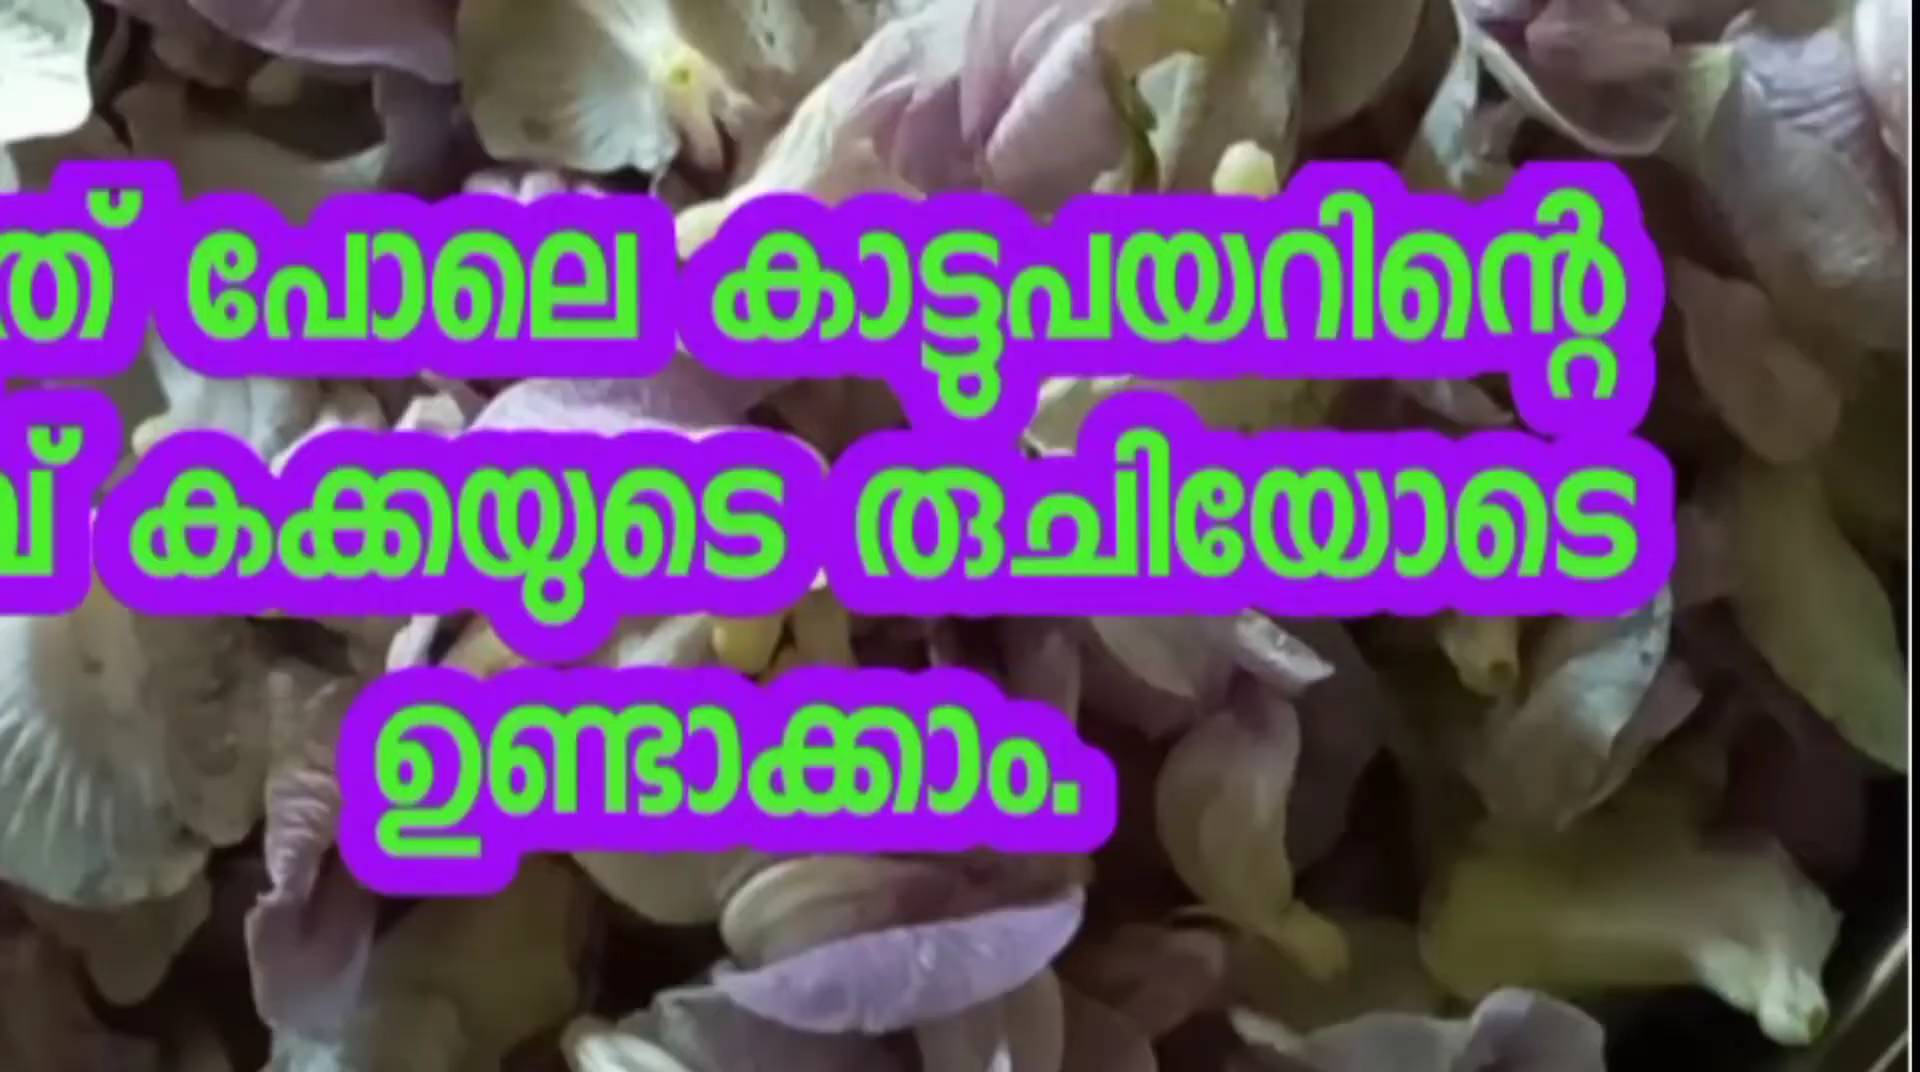 പോലെ കാട്ടുപയറിന്റെ
കക്കയുടെ രുചിയോടെ
ഉണ്ടാക്കാം.